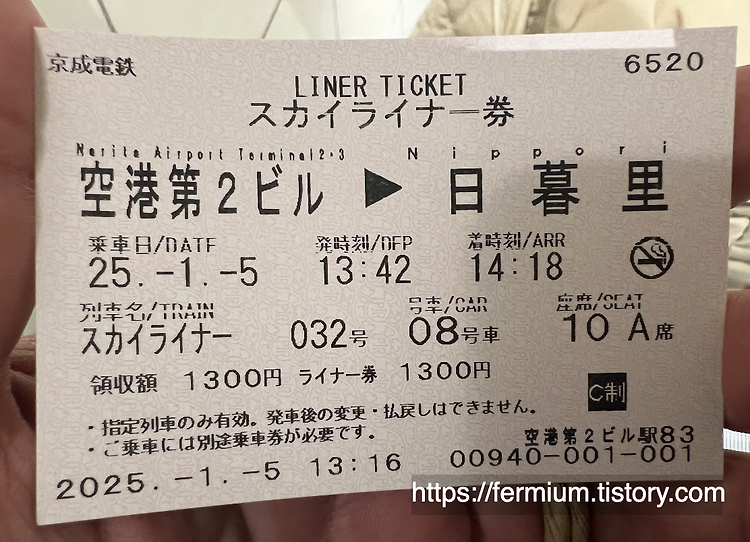 京成電鉄 6520
LINER TICKET
スカイライナー券
Narita Airport Terminal2・3 Nippori
空港第2ビル ▶ 日暮里
乗車日/DATE 発時刻/DEP 着時刻/ARR
25.-1.-5 13:42 14:18
列車名/TRAIN 号車/CAR 座席/SEAT
スカイライナー 032号 08号車 10 A席
領収額 1300円 ライナー券 1300円
C制
・指定列車のみ有効。発車後の変更・払戻しはできません。
・ご乗車には別途乗車券が必要です。
空港第2ビル駅83
2025.-1.-5 13:16 00940-001-001
https://fermium.tistory.com